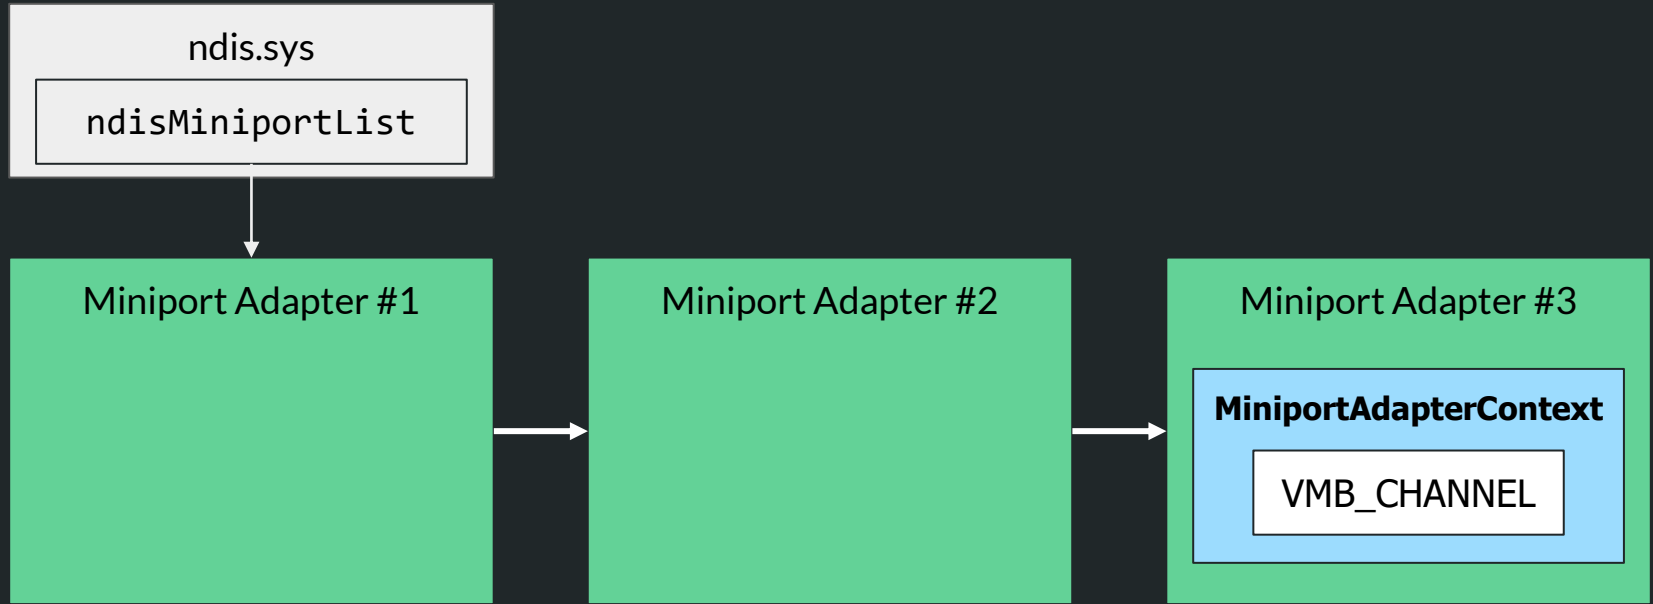 ndis.sys
ndisMiniportList
Miniport Adapter #1
Miniport Adapter #2
Miniport Adapter #3
MiniportAdapterContext
VMB_CHANNEL